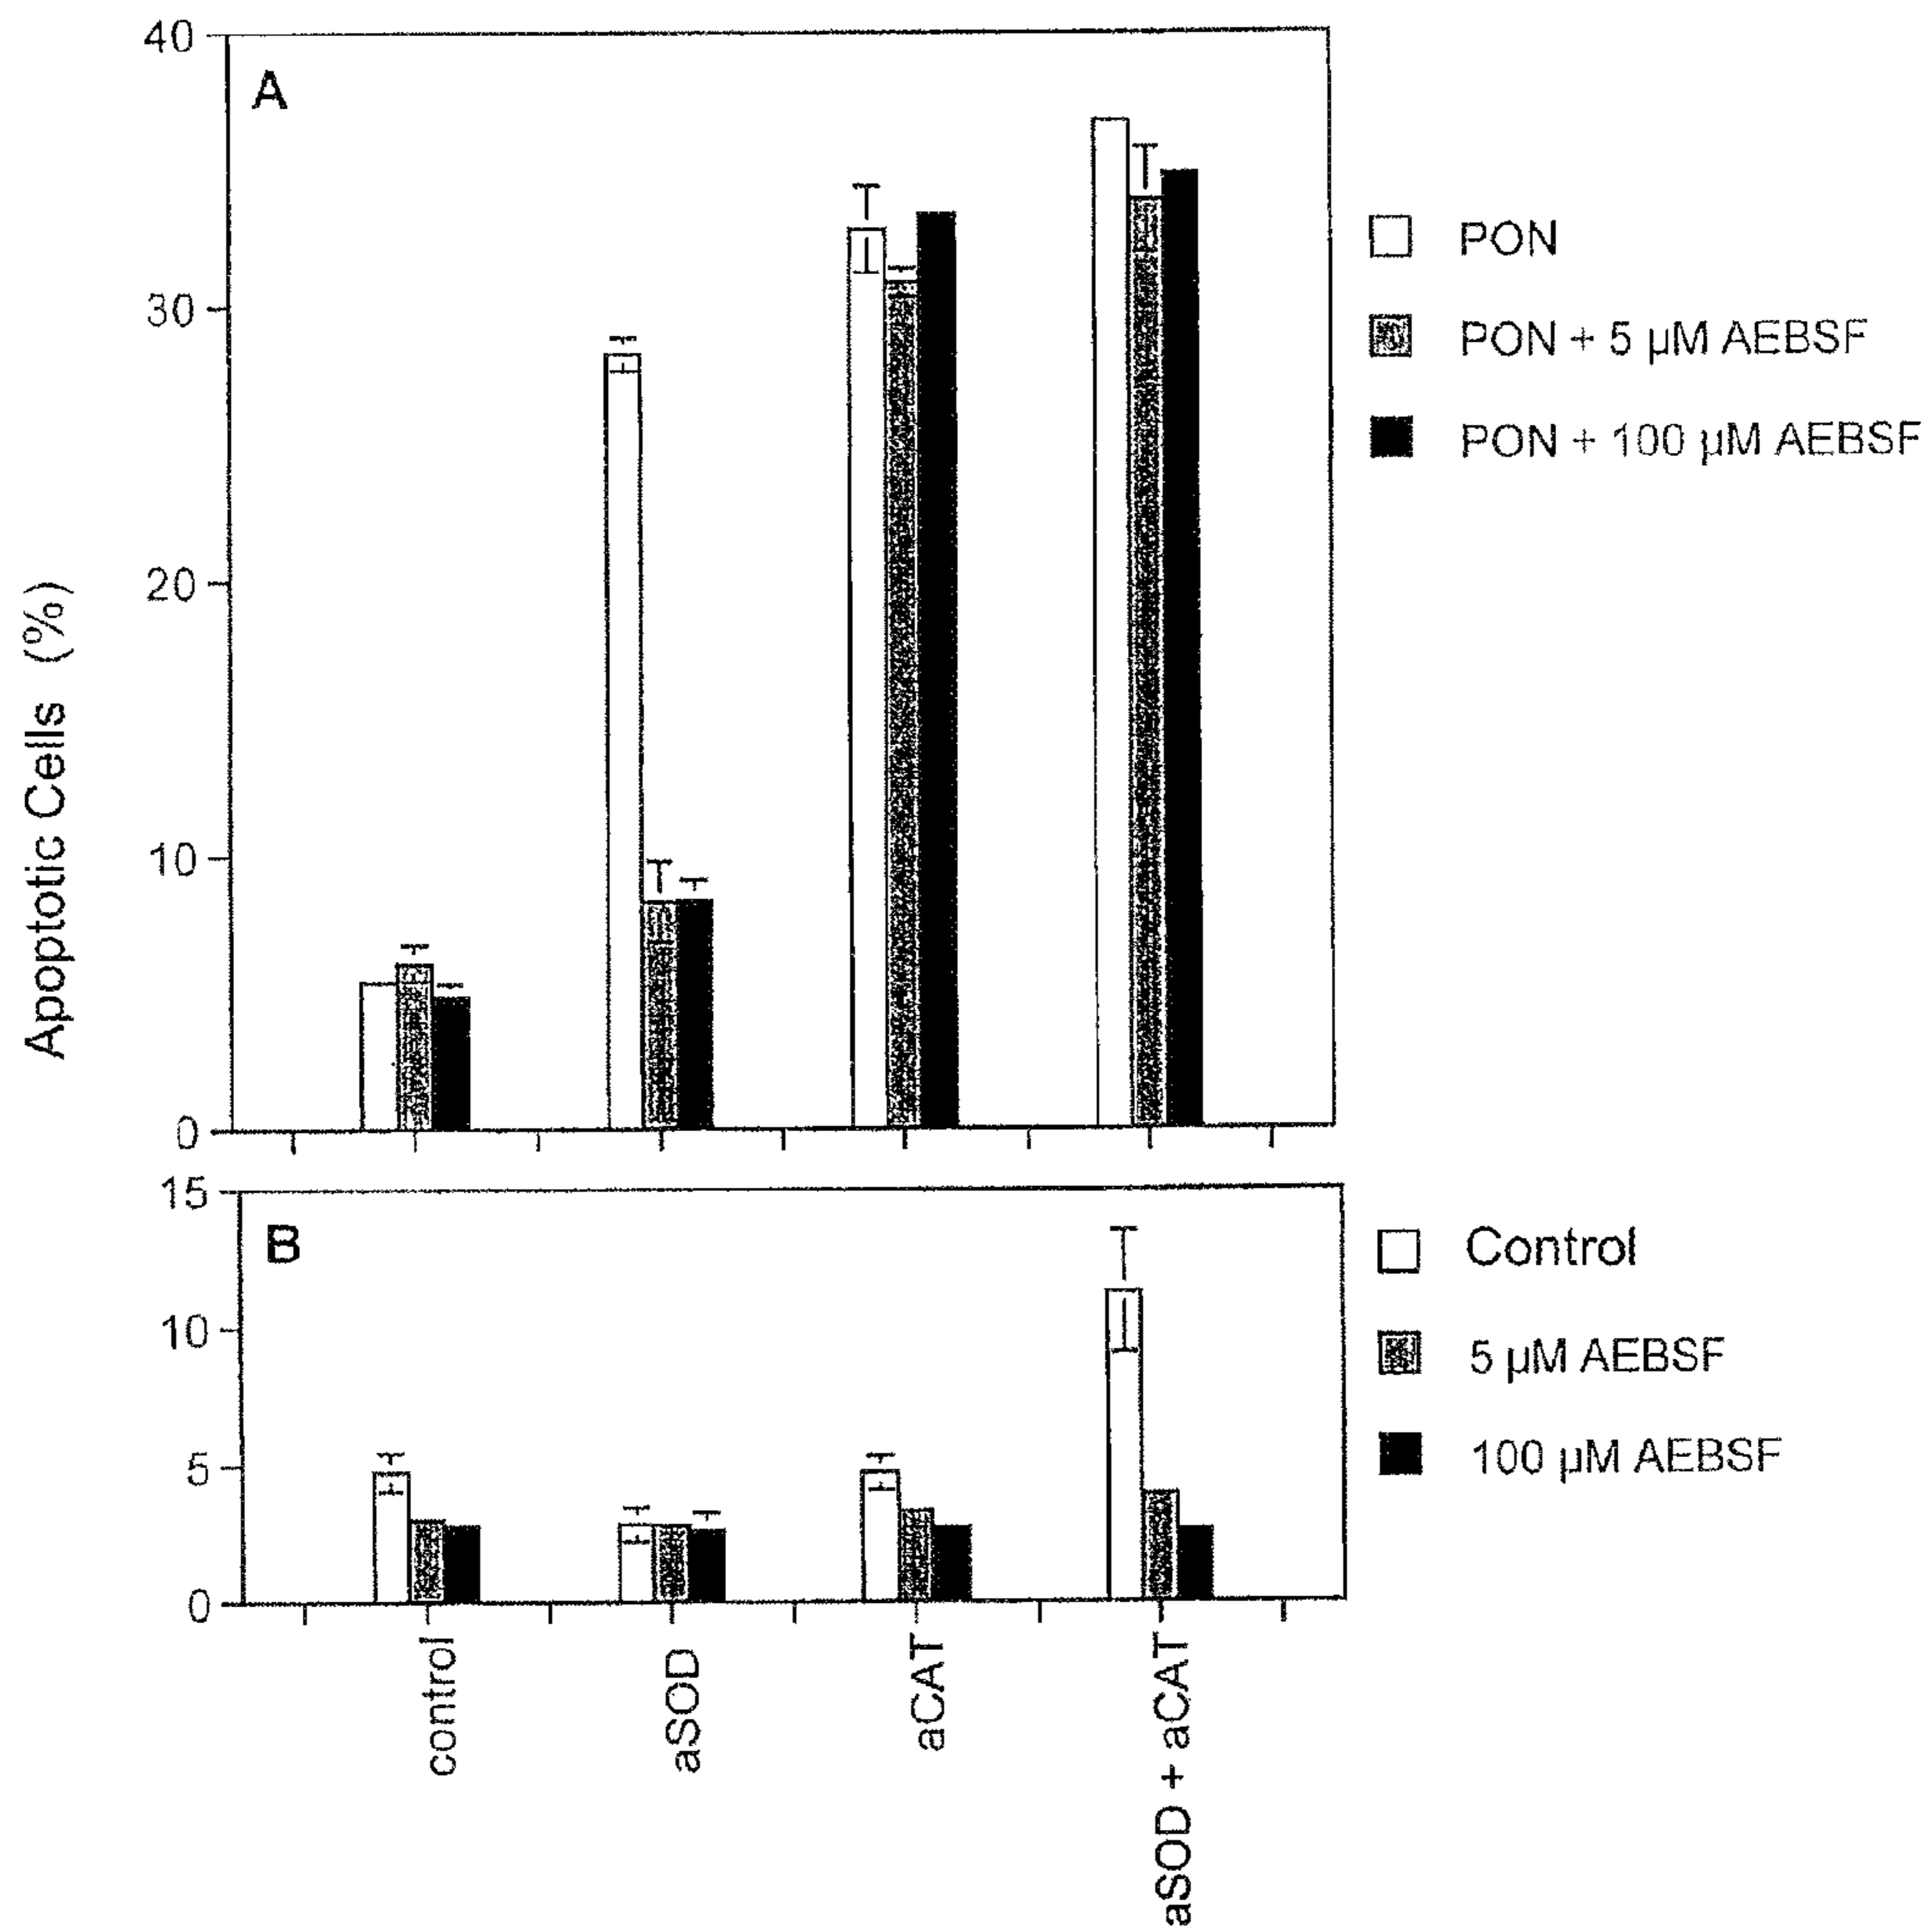 40
30
20
10
0
A
PON
PON + 5 µM AEBSF
PON + 100 µM AEBSF
Apoptotic Cells (%)
15
10
5
0
B
Control
5 µM AEBSF
100 µM AEBSF
control
aSOD
aCAT
aSOD + aCAT